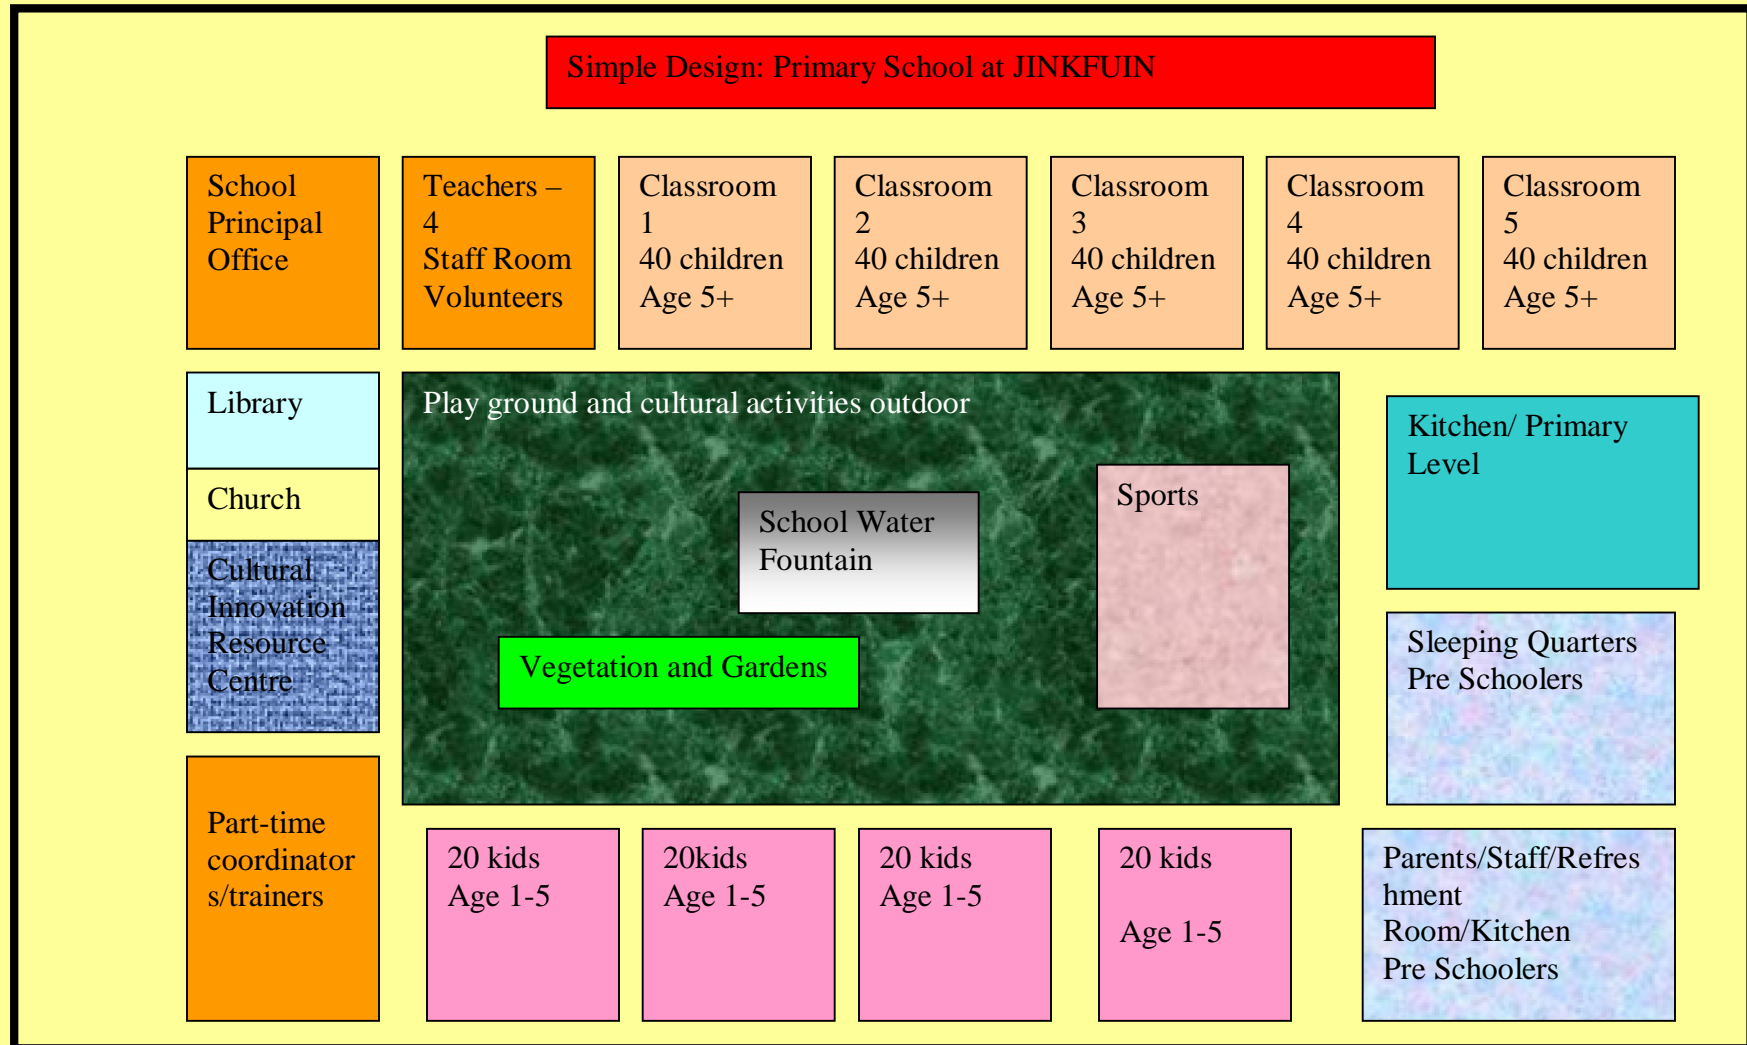 Simple Design: Primary School at JINKFUIN
School
Principal
Office
Teachers –
4
Staff Room
Volunteers
Classroom
1
40 children
Age 5+
Classroom
2
40 children
Age 5+
Classroom
3
40 children
Age 5+
Classroom
4
40 children
Age 5+
Classroom
5
40 children
Age 5+
Library
Church
Cultural
Innovation
Resource
Centre
Play ground and cultural activities outdoor
School Water
Fountain
Vegetation and Gardens
Sports
Kitchen/ Primary
Level
Sleeping Quarters
Pre Schoolers
Part-time
coordinator
s/trainers
20 kids
Age 1-5
20kids
Age 1-5
20 kids
Age 1-5
20 kids
Age 1-5
Parents/Staff/Refres
hment
Room/Kitchen
Pre Schoolers